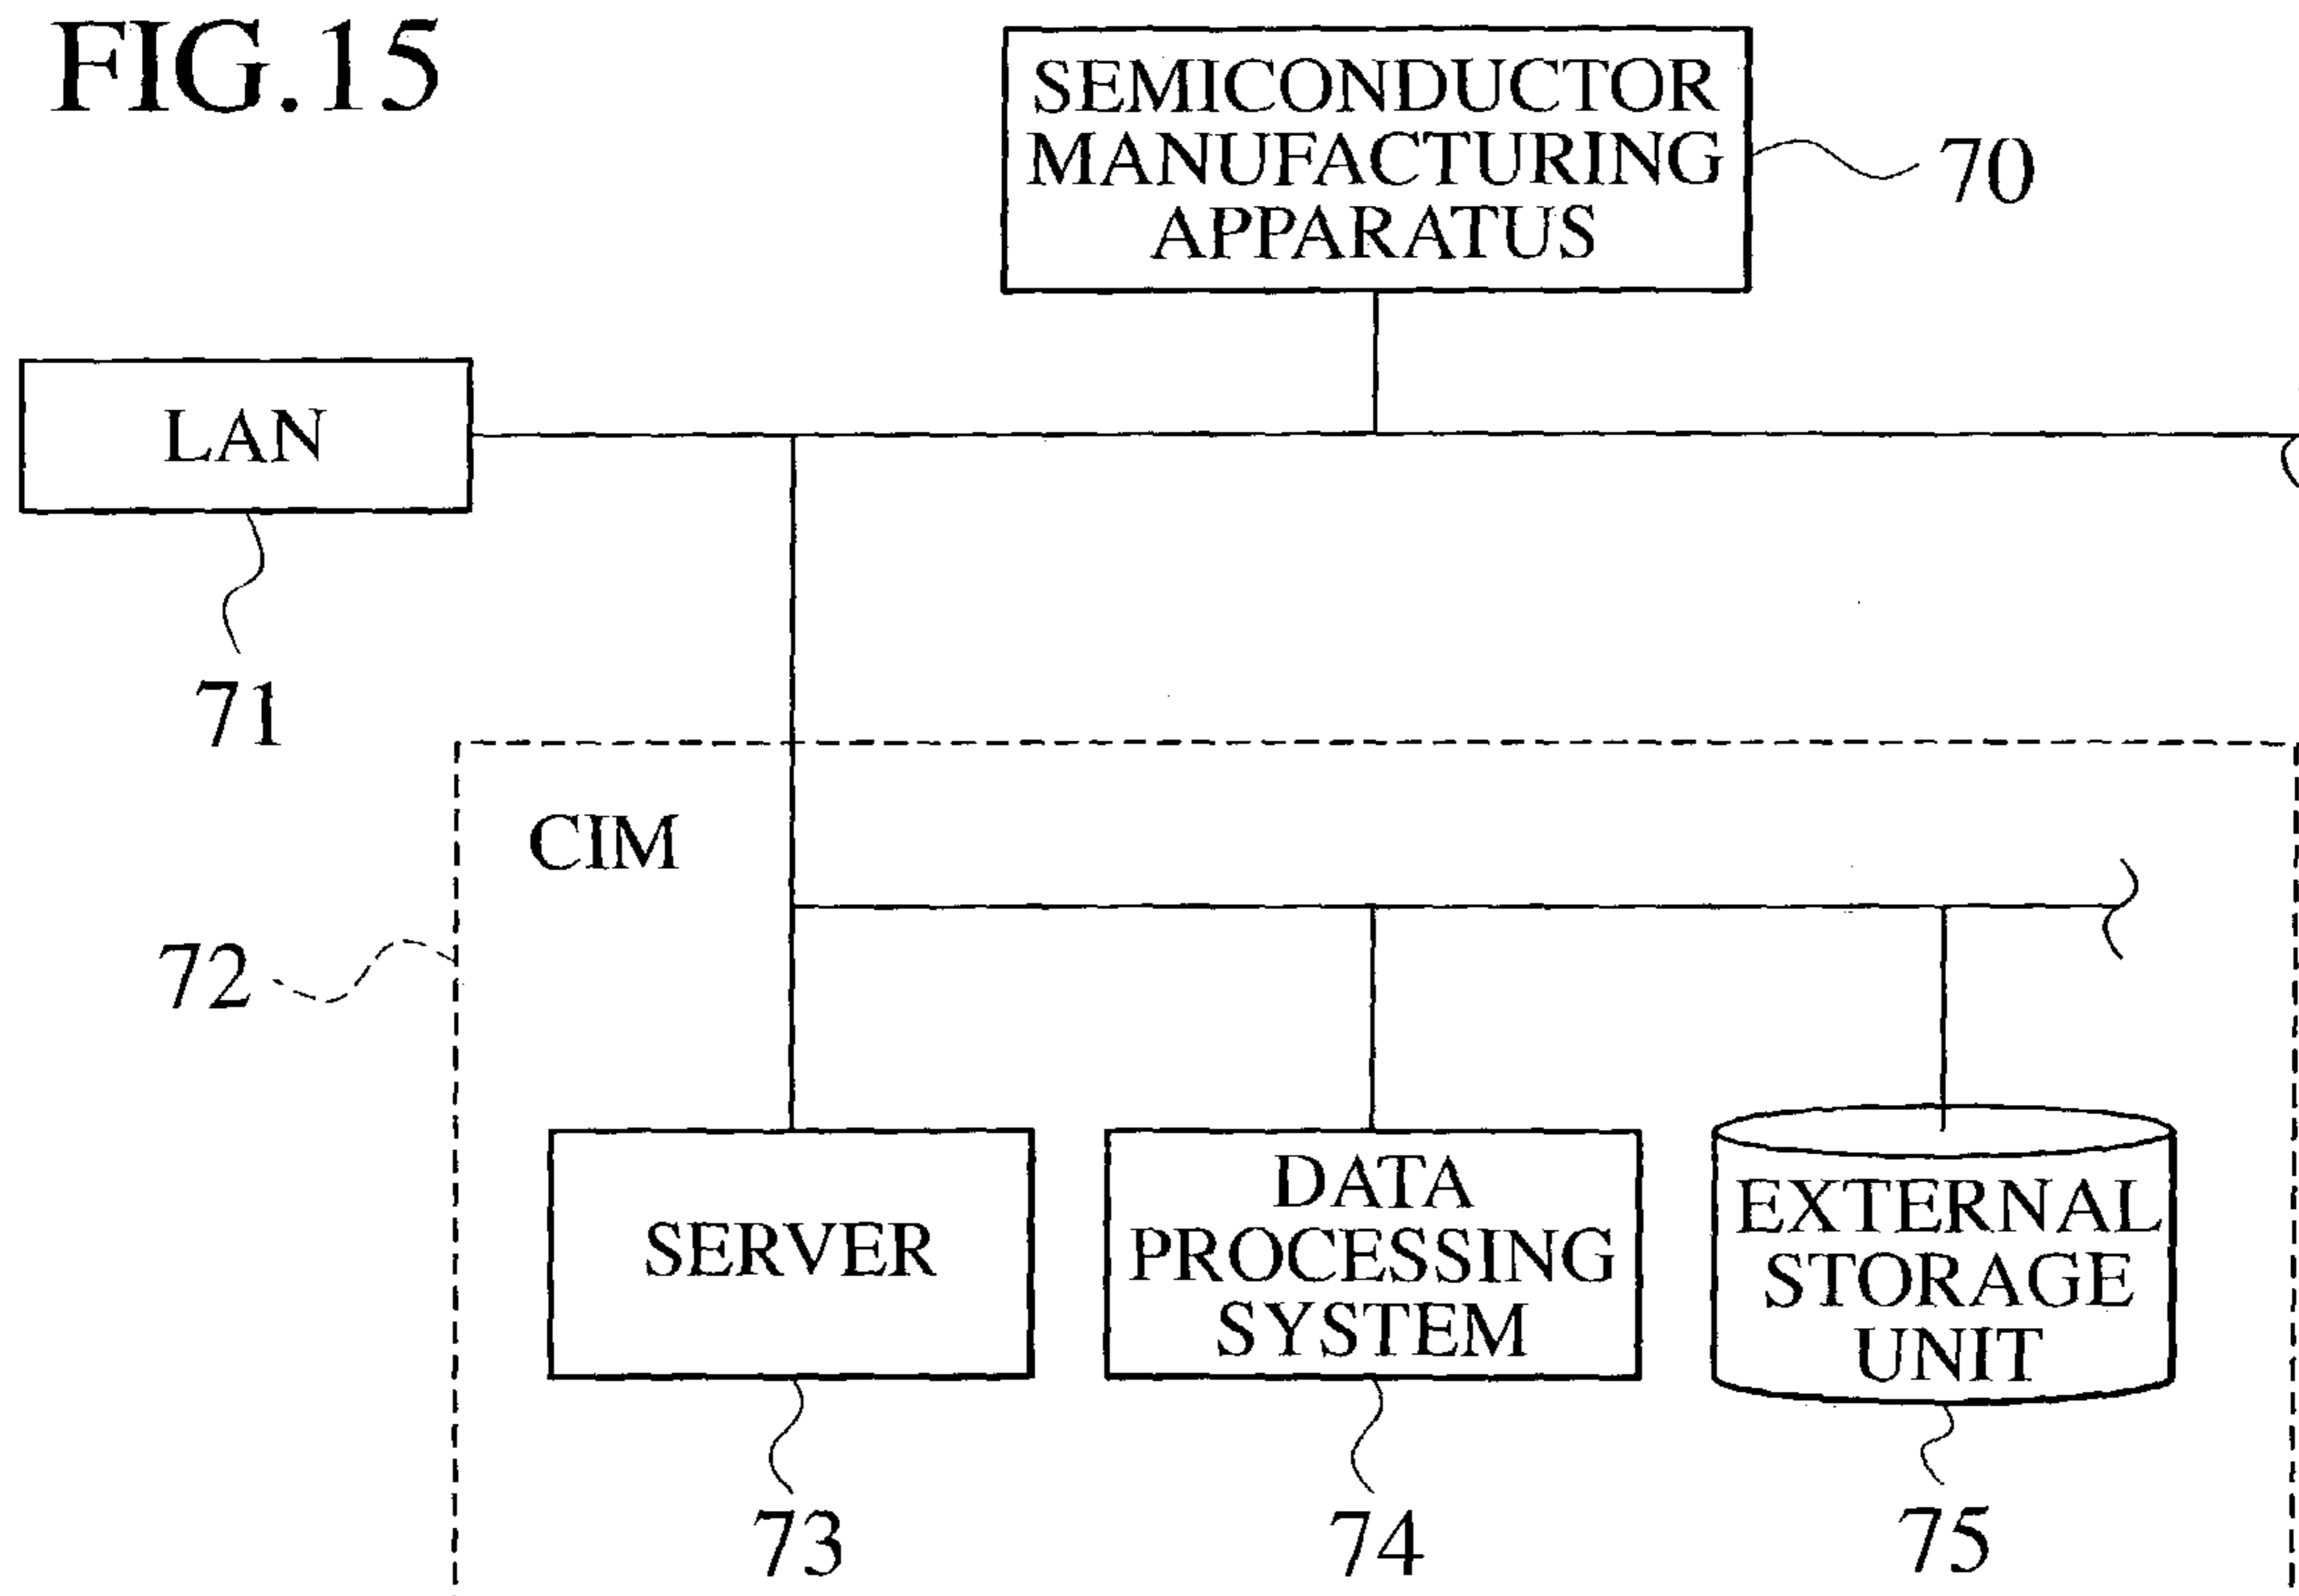 FIG.15
SEMICONDUCTOR
MANUFACTURING
APPARATUS
70
LAN
71
CIM
72
SERVER
DATA
PROCESSING
SYSTEM
EXTERNAL
STORAGE
UNIT
73
74
75